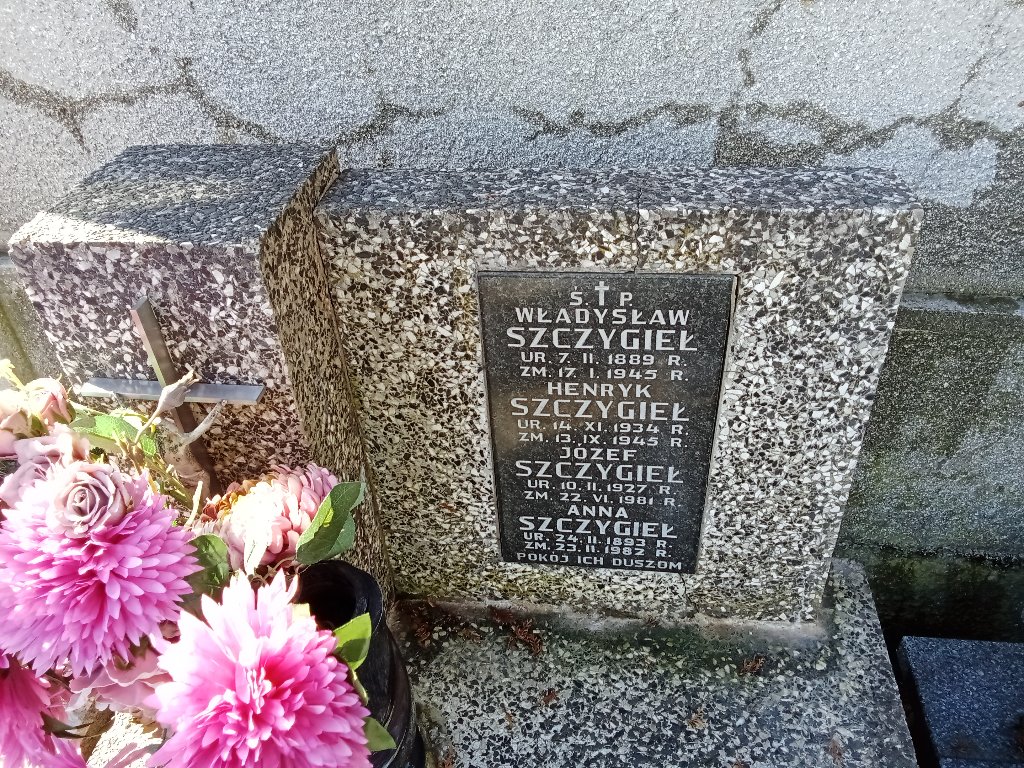 Ś. † P.
WŁADYSŁAW
SZCZYGIEŁ
UR. 7. II. 1889 R.
ZM. 17. I. 1945 R.
HENRYK
SZCZYGIEŁ
UR. 14. XI. 1934 R.
ZM. 13. IX. 1945 R.
JÓZEF
SZCZYGIEŁ
UR. 10. II. 1927 R.
ZM. 22. VI. 1981 R.
ANNA
SZCZYGIEŁ
UR. 24. II. 1893 R.
ZM. 23. II. 1982 R.
POKÓJ ICH DUSZOM